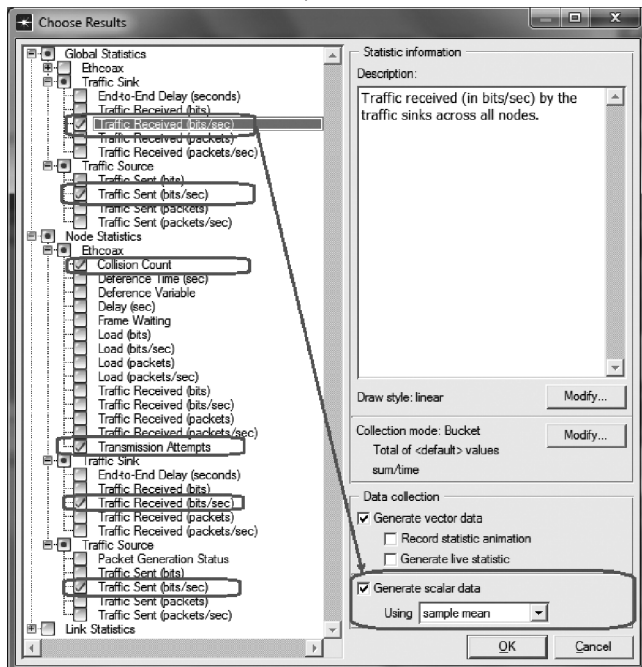 Choose Results
Global Statistics
Ethcoax
Traffic Sink
End-to-End Delay (seconds)
Traffic Received (bits)
Traffic Received (bits/sec)
Traffic Received (packets)
Traffic Received (packets/sec)
Traffic Source
Traffic Sent (bits)
Traffic Sent (bits/sec)
Traffic Sent (packets)
Traffic Sent (packets/sec)
Node Statistics
Ethcoax
Collision Count
Deference Time (sec)
Deference Variable
Delay (sec)
Frame Waiting
Load (bits)
Load (bits/sec)
Load (packets)
Load (packets/sec)
Traffic Received (bits)
Traffic Received (bits/sec)
Traffic Received (packets)
Traffic Received (packets/sec)
Transmission Attempts
Traffic Sink
End-to-End Delay (seconds)
Traffic Received (bits)
Traffic Received (bits/sec)
Traffic Received (packets)
Traffic Received (packets/sec)
Traffic Source
Packet Generation Status
Traffic Sent (bits)
Traffic Sent (bits/sec)
Traffic Sent (packets)
Traffic Sent (packets/sec)
Link Statistics
Statistic information
Description:
Traffic received (in bits/sec) by the
traffic sinks across all nodes.
Draw style: linear
Modify...
Collection mode: Bucket
Modify...
Total of <default> values
sum/time
Data collection
Generate vector data
Record statistic animation
Generate live statistic
Generate scalar data
Using sample mean
OK
Cancel